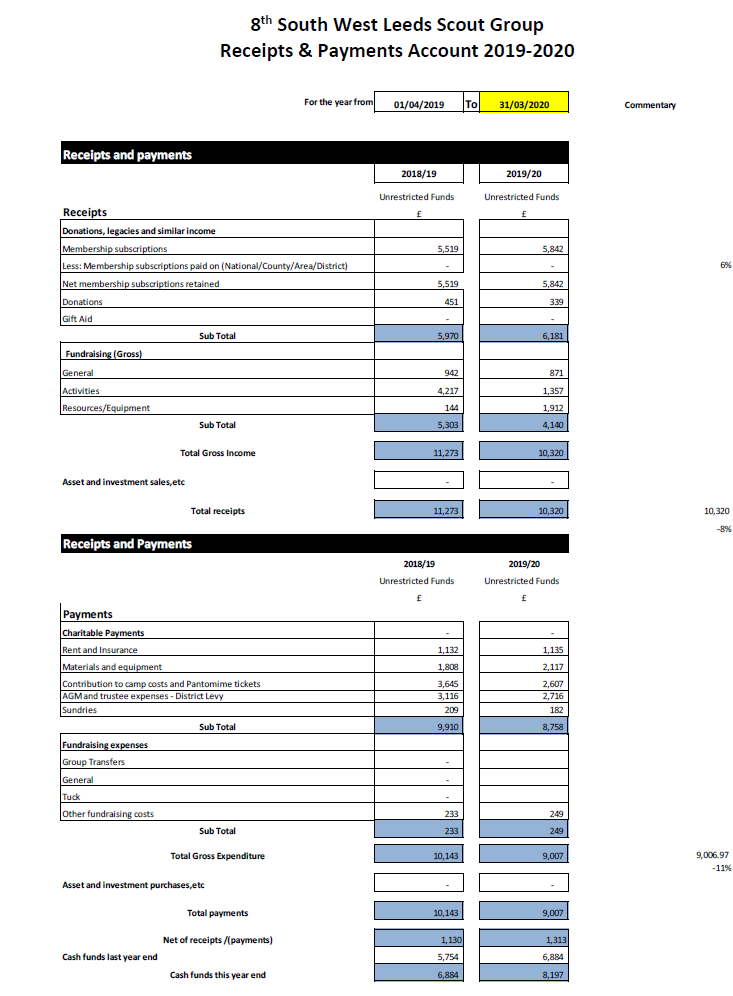 8th South West Leeds Scout Group
Receipts & Payments Account 2019-2020
For the year from 01/04/2019 To 31/03/2020 Commentary
Receipts and payments
2018/19 2019/20
Unrestricted Funds Unrestricted Funds
Receipts £ £
Donations, legacies and similar income
Membership subscriptions 5,519 5,842
Less: Membership subscriptions paid on (National/County/Area/District) - - 6%
Net membership subscriptions retained 5,519 5,842
Donations 451 339
Gift Aid - -
Sub Total 5,970 6,181
Fundraising (Gross)
General 942 871
Activities 4,217 1,357
Resources/Equipment 144 1,912
Sub Total 5,303 4,140
Total Gross Income 11,273 10,320
Asset and investment sales,etc - -
Total receipts 11,273 10,320 10,320
-8%
Receipts and Payments
2018/19 2019/20
Unrestricted Funds Unrestricted Funds
£ £
Payments
Charitable Payments - -
Rent and Insurance 1,132 1,135
Materials and equipment 1,808 2,117
Contribution to camp costs and Pantomime tickets 3,645 2,607
AGM and trustee expenses - District Levy 3,116 2,716
Sundries 209 182
Sub Total 9,910 8,758
Fundraising expenses
Group Transfers -
General -
Tuck -
Other fundraising costs 233 249
Sub Total 233 249
Total Gross Expenditure 10,143 9,007 9,006.97
-11%
Asset and investment purchases,etc - -
Total payments 10,143 9,007
Net of receipts /(payments) 1,130 1,313
Cash funds last year end 5,754 6,884
Cash funds this year end 6,884 8,197